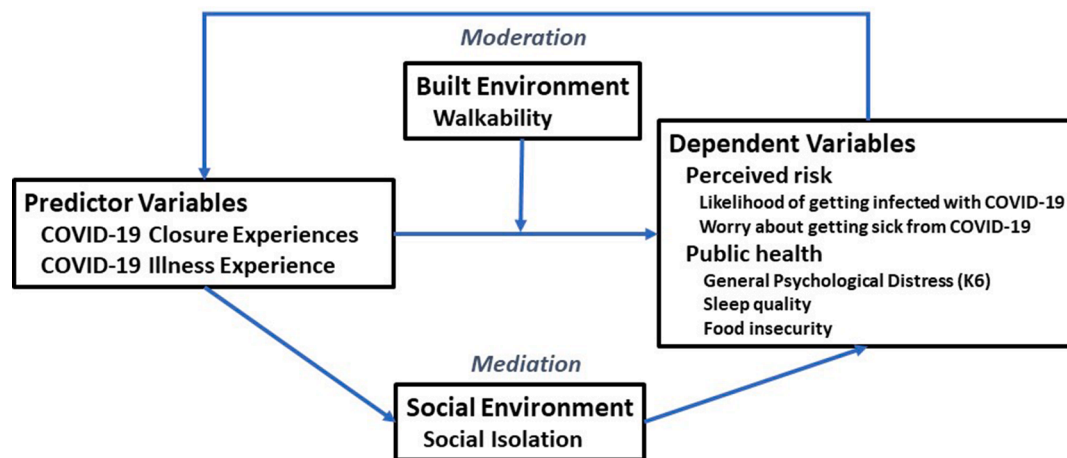 Moderation
Built Environment
Walkability
Predictor Variables
COVID-19 Closure Experiences
COVID-19 Illness Experience
Dependent Variables
Perceived risk
Likelihood of getting infected with COVID-19
Worry about getting sick from COVID-19
Public health
General Psychological Distress (K6)
Sleep quality
Food insecurity
Mediation
Social Environment
Social Isolation